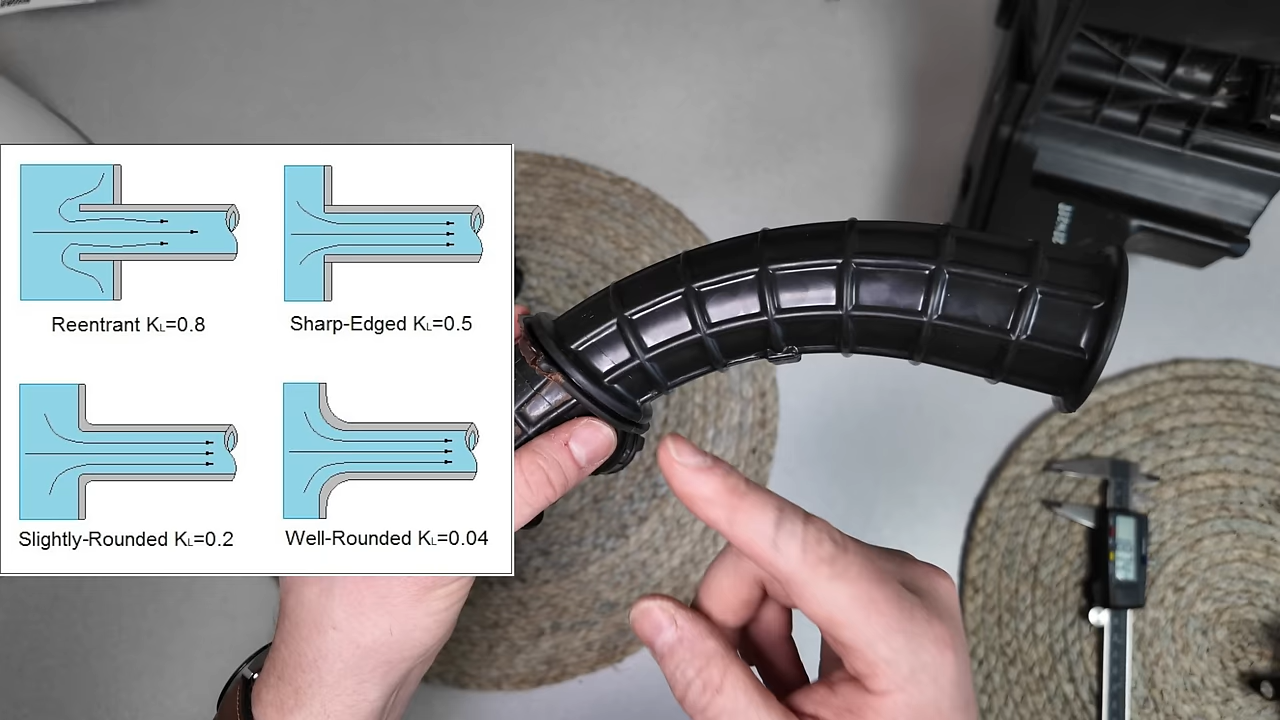 Reentrant KL=0.8
Sharp-Edged KL=0.5
Slightly-Rounded KL=0.2
Well-Rounded KL=0.04